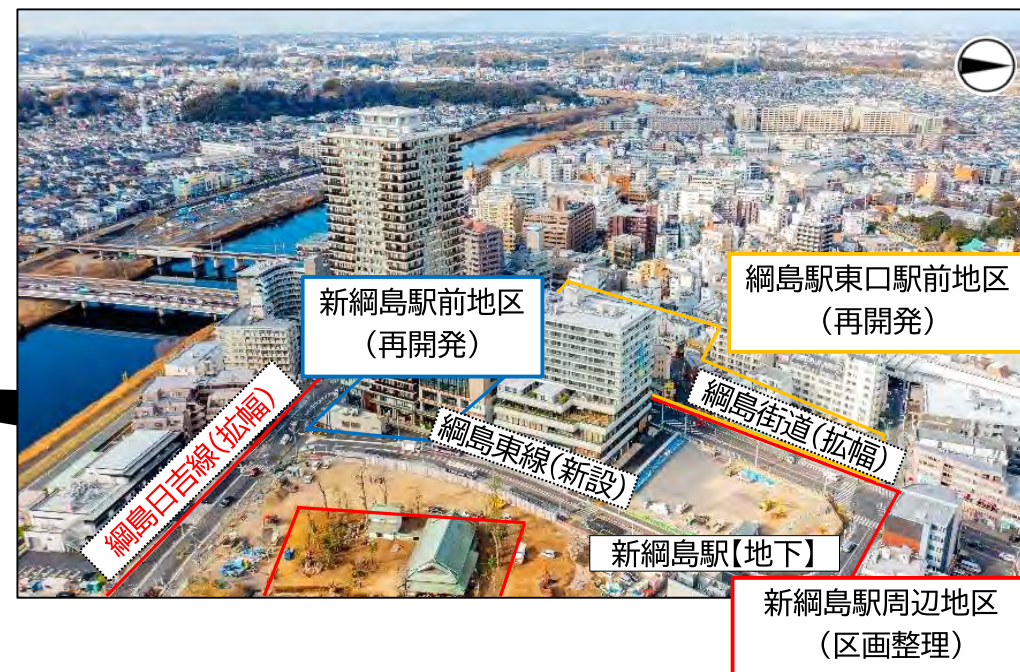 新綱島駅前地区
（再開発）
綱島駅東口駅前地区
（再開発）
綱島日吉線(拡幅)
綱島東線(新設)
綱島街道(拡幅)
新綱島駅【地下】
新綱島駅周辺地区
（区画整理）